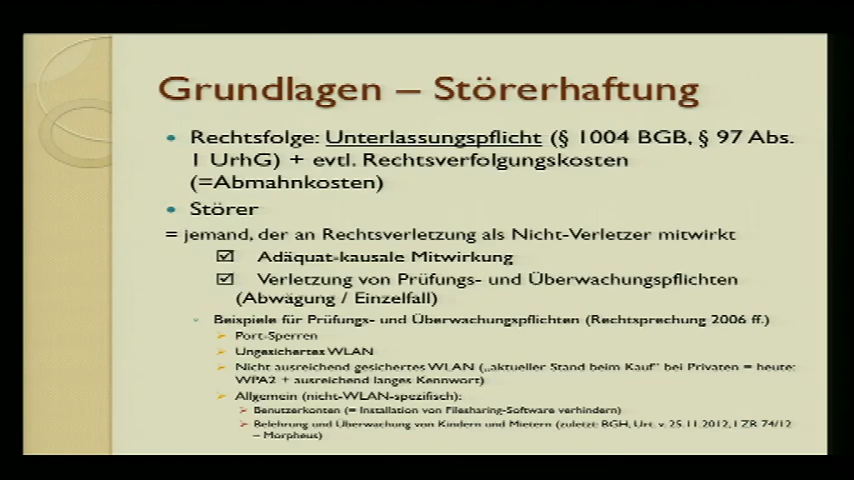 Grundlagen – Störerhaftung
• Rechtsfolge: Unterlassungspflicht (§ 1004 BGB, § 97 Abs.
1 UrhG) + evtl. Rechtsverfolgungskosten
(=Abmahnkosten)
• Störer
= jemand, der an Rechtsverletzung als Nicht-Verletzer mitwirkt
☑ Adäquat-kausale Mitwirkung
☑ Verletzung von Prüfungs- und Überwachungspflichten
(Abwägung / Einzelfall)
◦ Beispiele für Prüfungs- und Überwachungspflichten (Rechtsprechung 2006 ff.)
➢ Port-Sperren
➢ Ungesichertes WLAN
➢ Nicht ausreichend gesichertes WLAN („aktueller Stand beim Kauf" bei Privaten = heute:
WPA2 + ausreichend langes Kennwort)
➢ Allgemein (nicht-WLAN-spezifisch):
➢ Benutzerkonten (= Installation von Filesharing-Software verhindern)
➢ Belehrung und Überwachung von Kindern und Mietern (zuletzt: BGH, Urt. v. 25.11.2012, I ZR 74/12
– Morpheus)